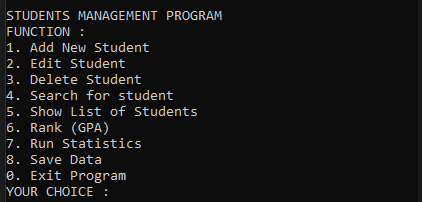 STUDENTS MANAGEMENT PROGRAM
FUNCTION :
1. Add New Student
2. Edit Student
3. Delete Student
4. Search for student
5. Show List of Students
6. Rank (GPA)
7. Run Statistics
8. Save Data
0. Exit Program
YOUR CHOICE :